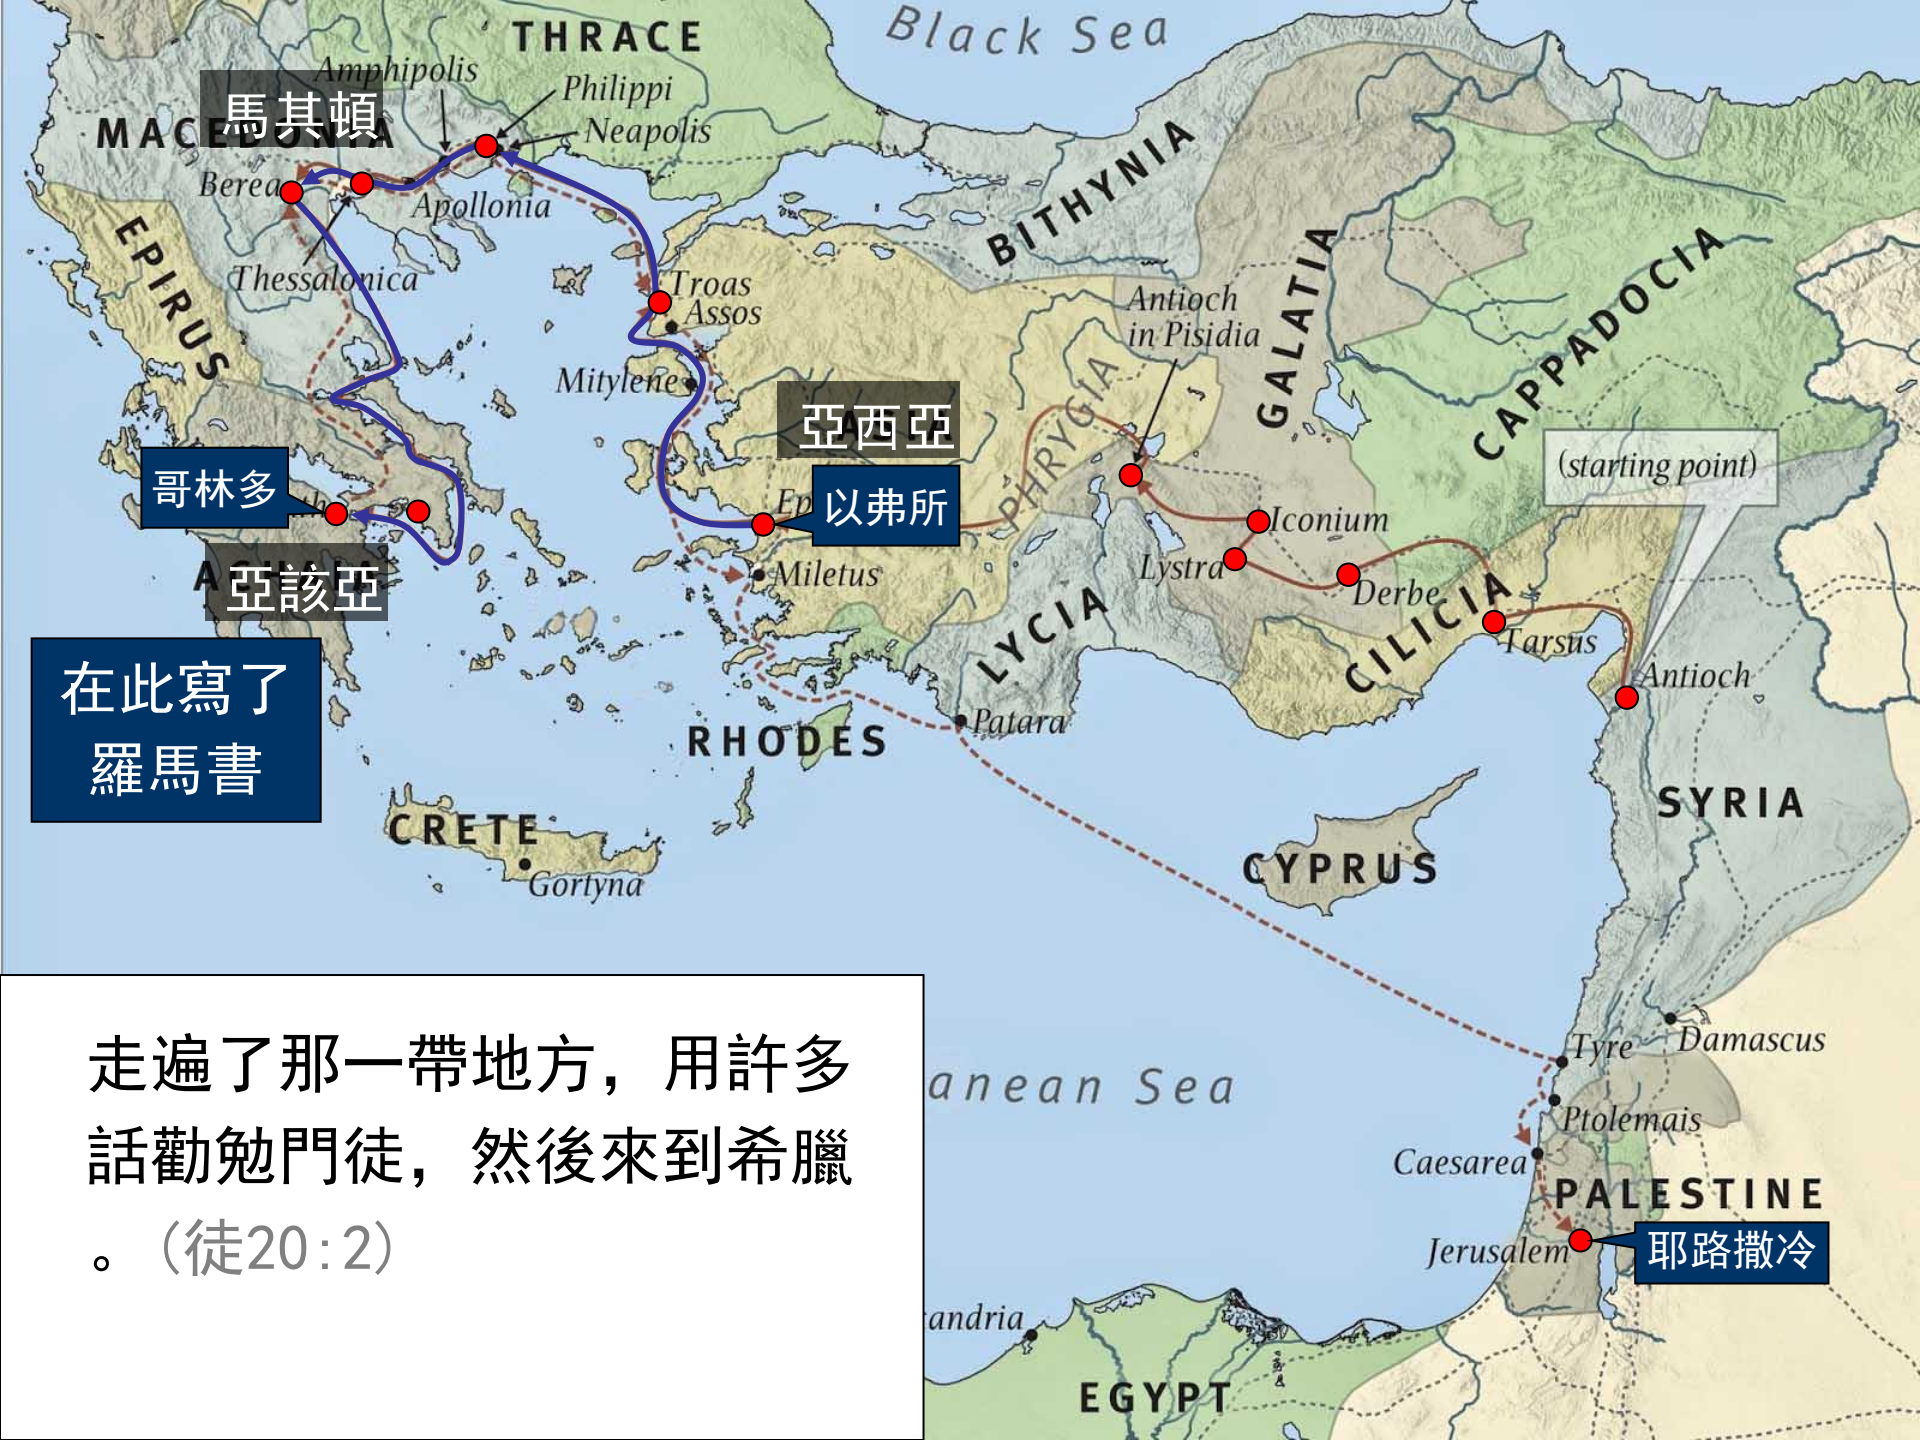 Black Sea
THRACE
Amphipolis
Philippi
馬其頓
MACEDONIA
Neapolis
Berea
Apollonia
EPIRUS
Thessalonica
Troas
Assos
BITHYNIA
Antioch
in Pisidia
GALATIA
CAPPADOCIA
Mitylene
PHRYGIA
亞西亞
(starting point)
哥林多
以弗所
Iconium
Lystra
Derbe
Miletus
亞該亞
LYCIA
CILICIA
Tarsus
Antioch
在此寫了
羅馬書
Patara
RHODES
SYRIA
CRETE
Gortyna
CYPRUS
Tyre
Damascus
anean Sea
Ptolemais
Caesarea
PALESTINE
Jerusalem
耶路撒冷
走遍了那一帶地方，用許多
話勸勉門徒，然後來到希臘
。(徒20:2)
andria
EGYPT